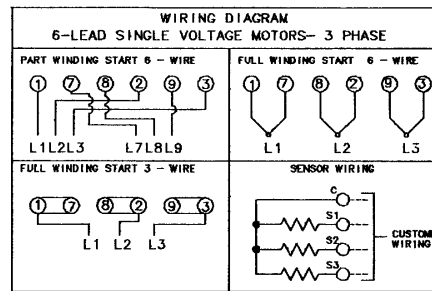 WIRING DIAGRAM
6-LEAD SINGLE VOLTAGE MOTORS- 3 PHASE
PART WINDING START 6 - WIRE
1 7 8 2 9 3
L1 L2 L3 L7 L8 L9
FULL WINDING START 6 - WIRE
1 7 8 2 9 3
L1 L2 L3
FULL WINDING START 3 - WIRE
1 7 8 2 9 3
L1 L2 L3
SENSOR WIRING
C
S1
S2
S3
WIRING